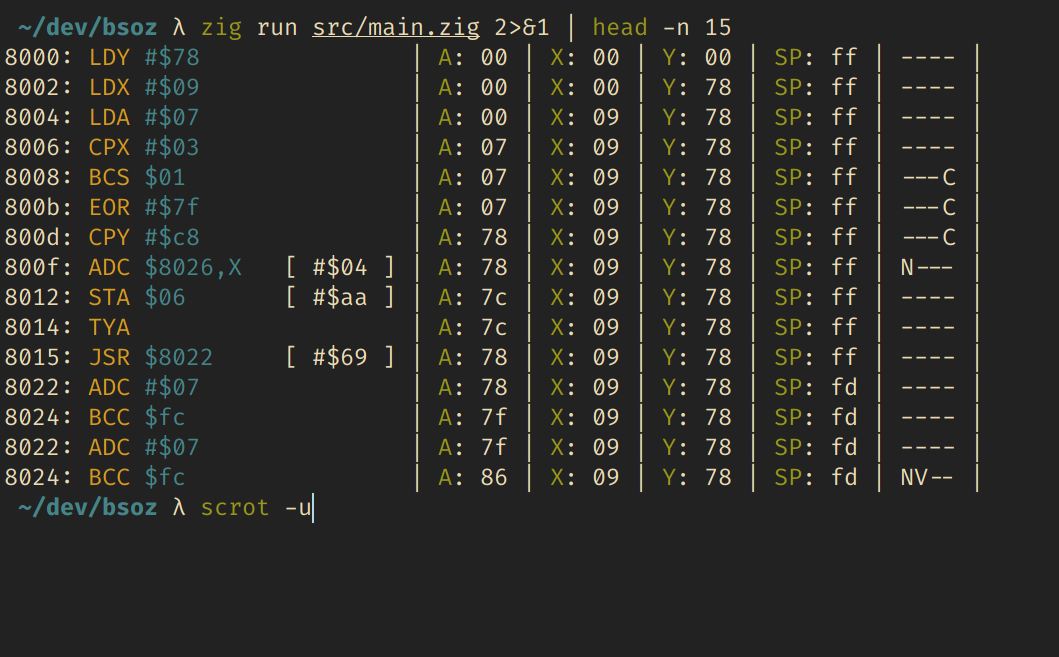 ~/dev/bsoz λ zig run src/main.zig 2>&1 | head -n 15
8000: LDY #$78                | A: 00 | X: 00 | Y: 00 | SP: ff | ---- |
8002: LDX #$09                | A: 00 | X: 00 | Y: 78 | SP: ff | ---- |
8004: LDA #$07                | A: 00 | X: 09 | Y: 78 | SP: ff | ---- |
8006: CPX #$03                | A: 07 | X: 09 | Y: 78 | SP: ff | ---- |
8008: BCS $01                 | A: 07 | X: 09 | Y: 78 | SP: ff | ---C |
800b: EOR #$7f                | A: 07 | X: 09 | Y: 78 | SP: ff | ---C |
800d: CPY #$c8                | A: 78 | X: 09 | Y: 78 | SP: ff | ---C |
800f: ADC $8026,X   [ #$04 ] | A: 78 | X: 09 | Y: 78 | SP: ff | N--- |
8012: STA $06       [ #$aa ] | A: 7c | X: 09 | Y: 78 | SP: ff | ---- |
8014: TYA                     | A: 7c | X: 09 | Y: 78 | SP: ff | ---- |
8015: JSR $8022     [ #$69 ] | A: 78 | X: 09 | Y: 78 | SP: ff | ---- |
8022: ADC #$07                | A: 78 | X: 09 | Y: 78 | SP: fd | ---- |
8024: BCC $fc                 | A: 7f | X: 09 | Y: 78 | SP: fd | ---- |
8022: ADC #$07                | A: 7f | X: 09 | Y: 78 | SP: fd | ---- |
8024: BCC $fc                 | A: 86 | X: 09 | Y: 78 | SP: fd | NV-- |
~/dev/bsoz λ scrot -u